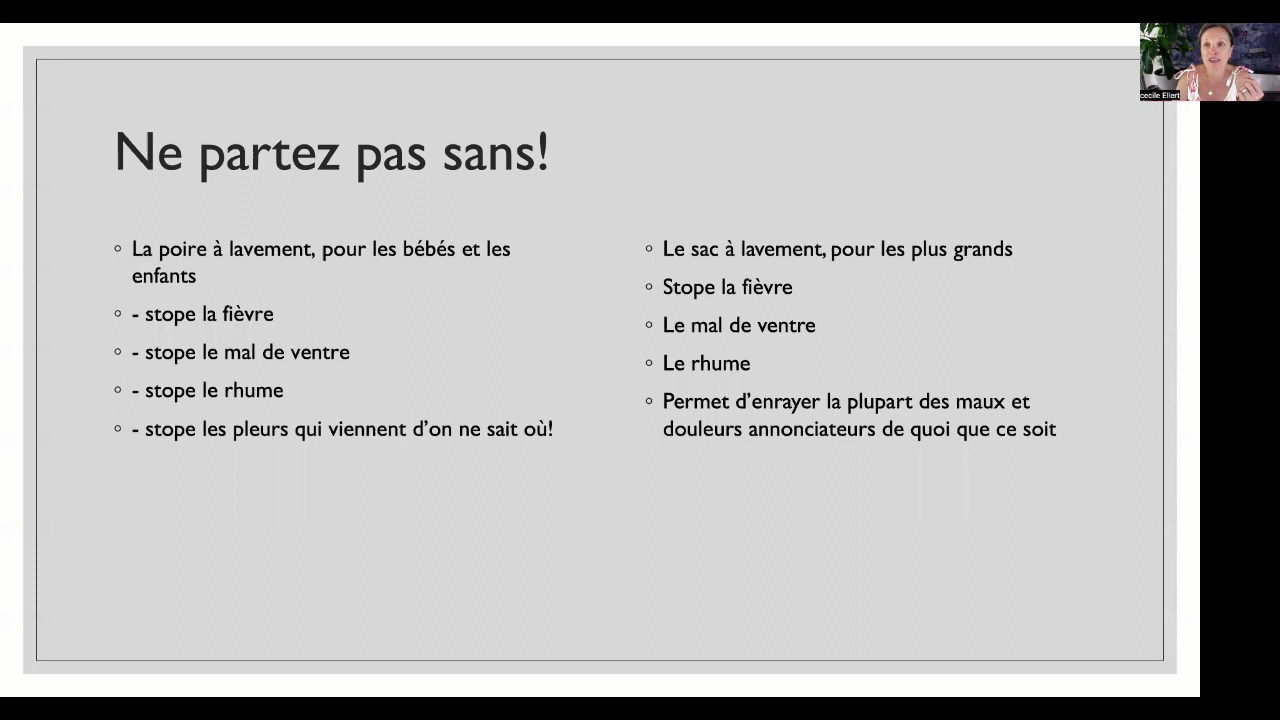 Ne partez pas sans!
◦ La poire à lavement, pour les bébés et les
enfants
◦ - stope la fièvre
◦ - stope le mal de ventre
◦ - stope le rhume
◦ - stope les pleurs qui viennent d’on ne sait où!
◦ Le sac à lavement, pour les plus grands
◦ Stope la fièvre
◦ Le mal de ventre
◦ Le rhume
◦ Permet d’enrayer la plupart des maux et
douleurs annonciateurs de quoi que ce soit
cecile Ellert